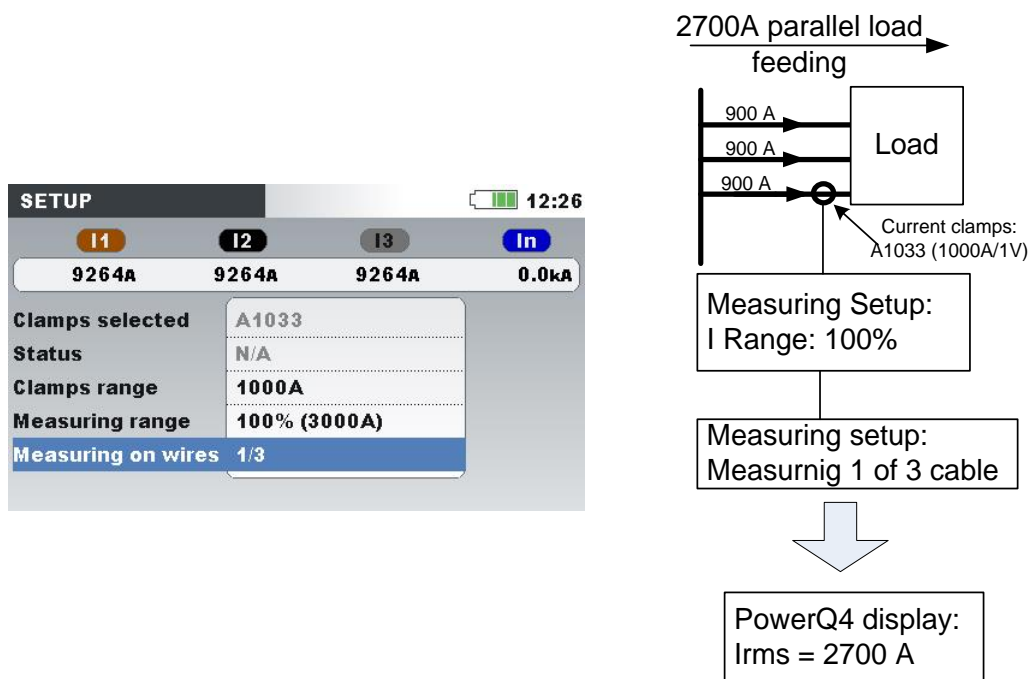 SETUP 12:26
I1 I2 I3 In
9264A 9264A 9264A 0.0kA
Clamps selected A1033
Status N/A
Clamps range 1000A
Measuring range 100% (3000A)
Measuring on wires 1/3
2700A parallel load
feeding
900 A
900 A
900 A
Load
Current clamps:
A1033 (1000A/1V)
Measuring Setup:
I Range: 100%
Measuring setup:
Measurnig 1 of 3 cable
PowerQ4 display:
Irms = 2700 A